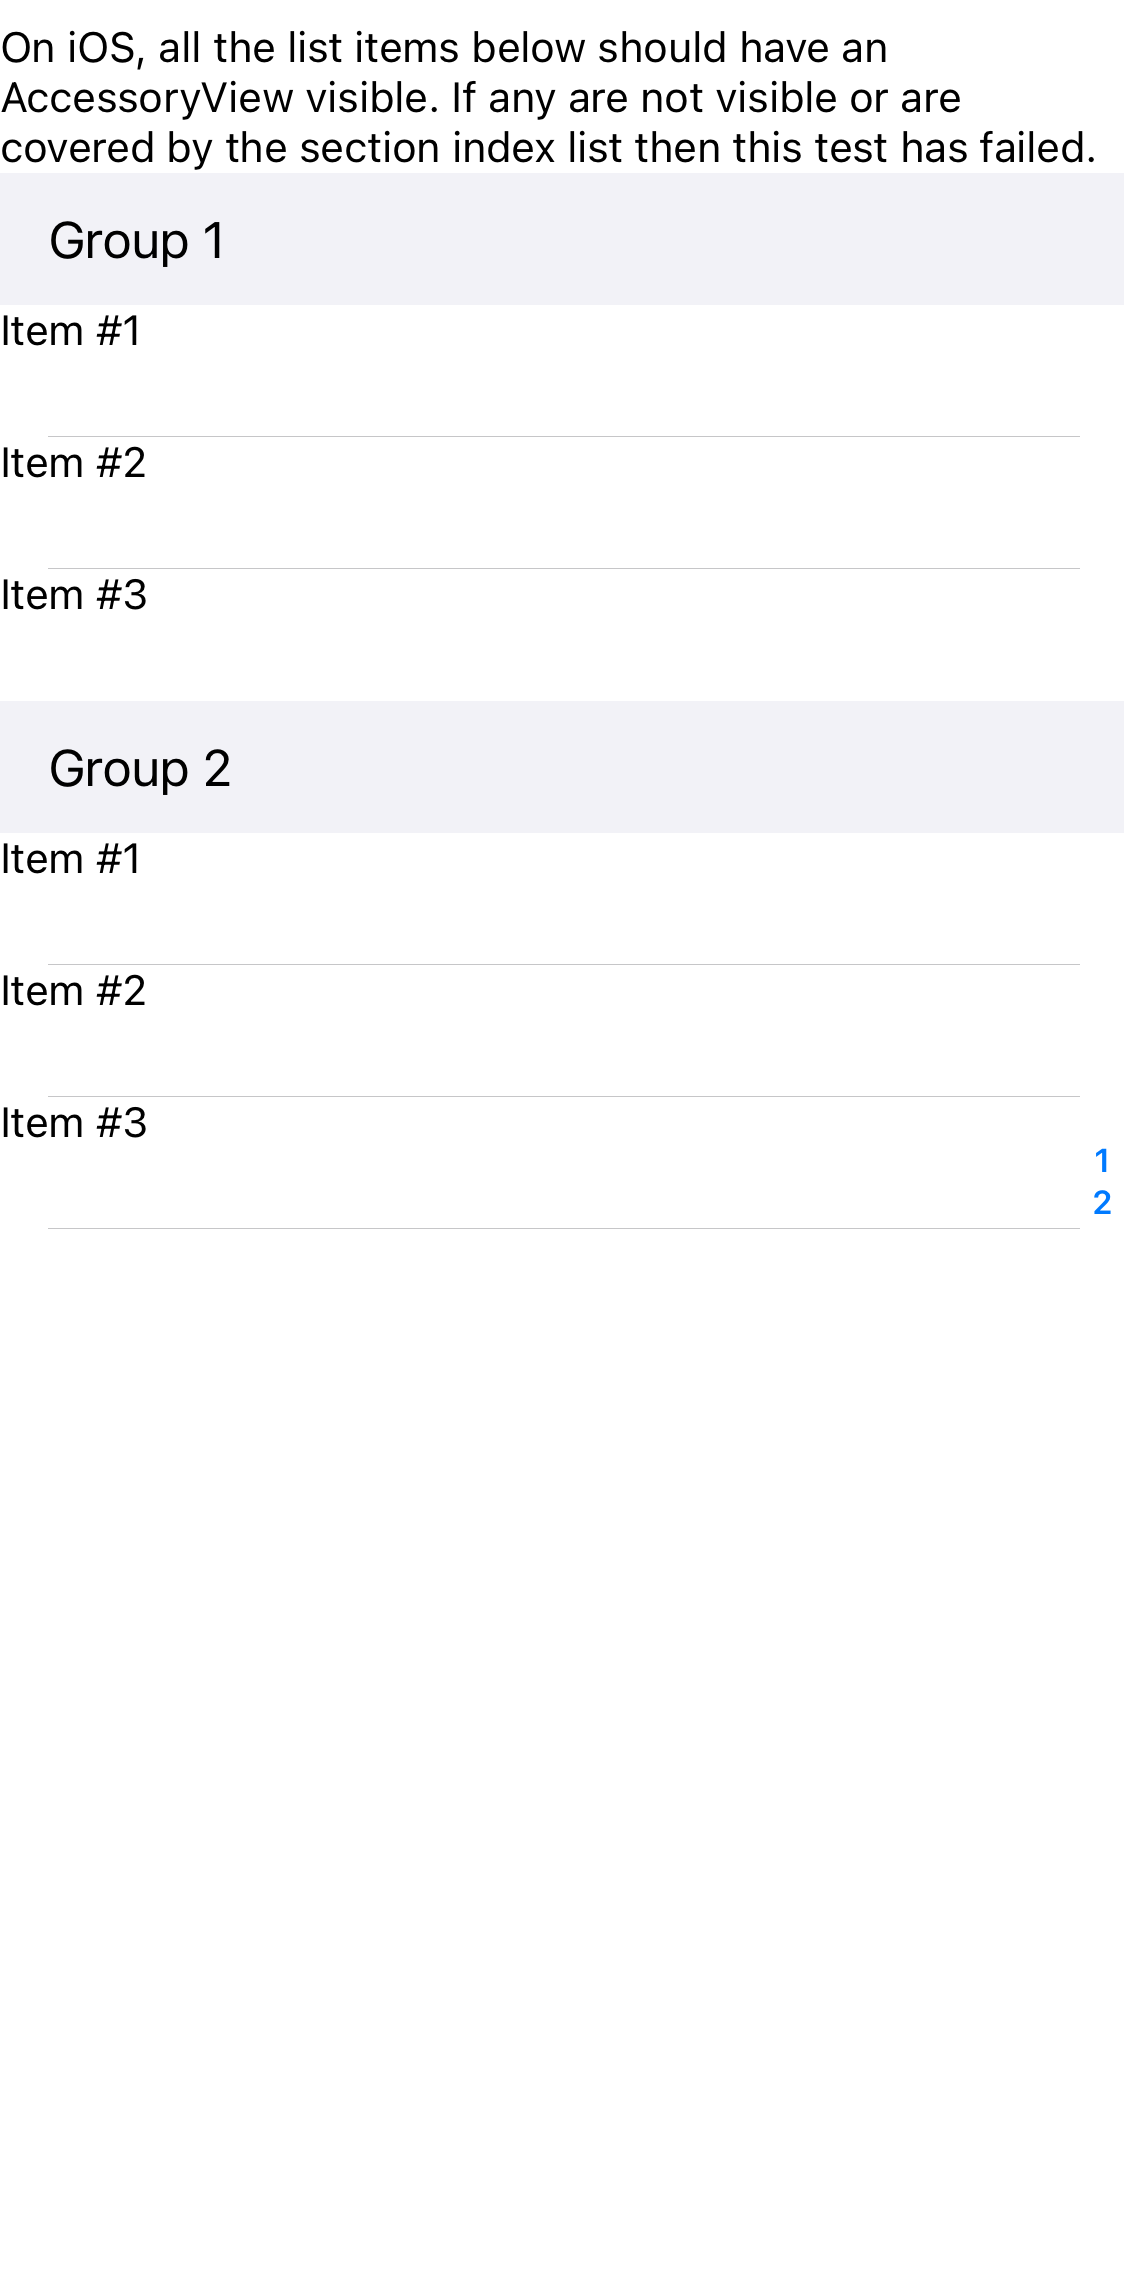 On iOS, all the list items below should have an
AccessoryView visible. If any are not visible or are
covered by the section index list then this test has failed.
Group 1
Item #1
Item #2
Item #3
Group 2
Item #1
Item #2
Item #3
1
2